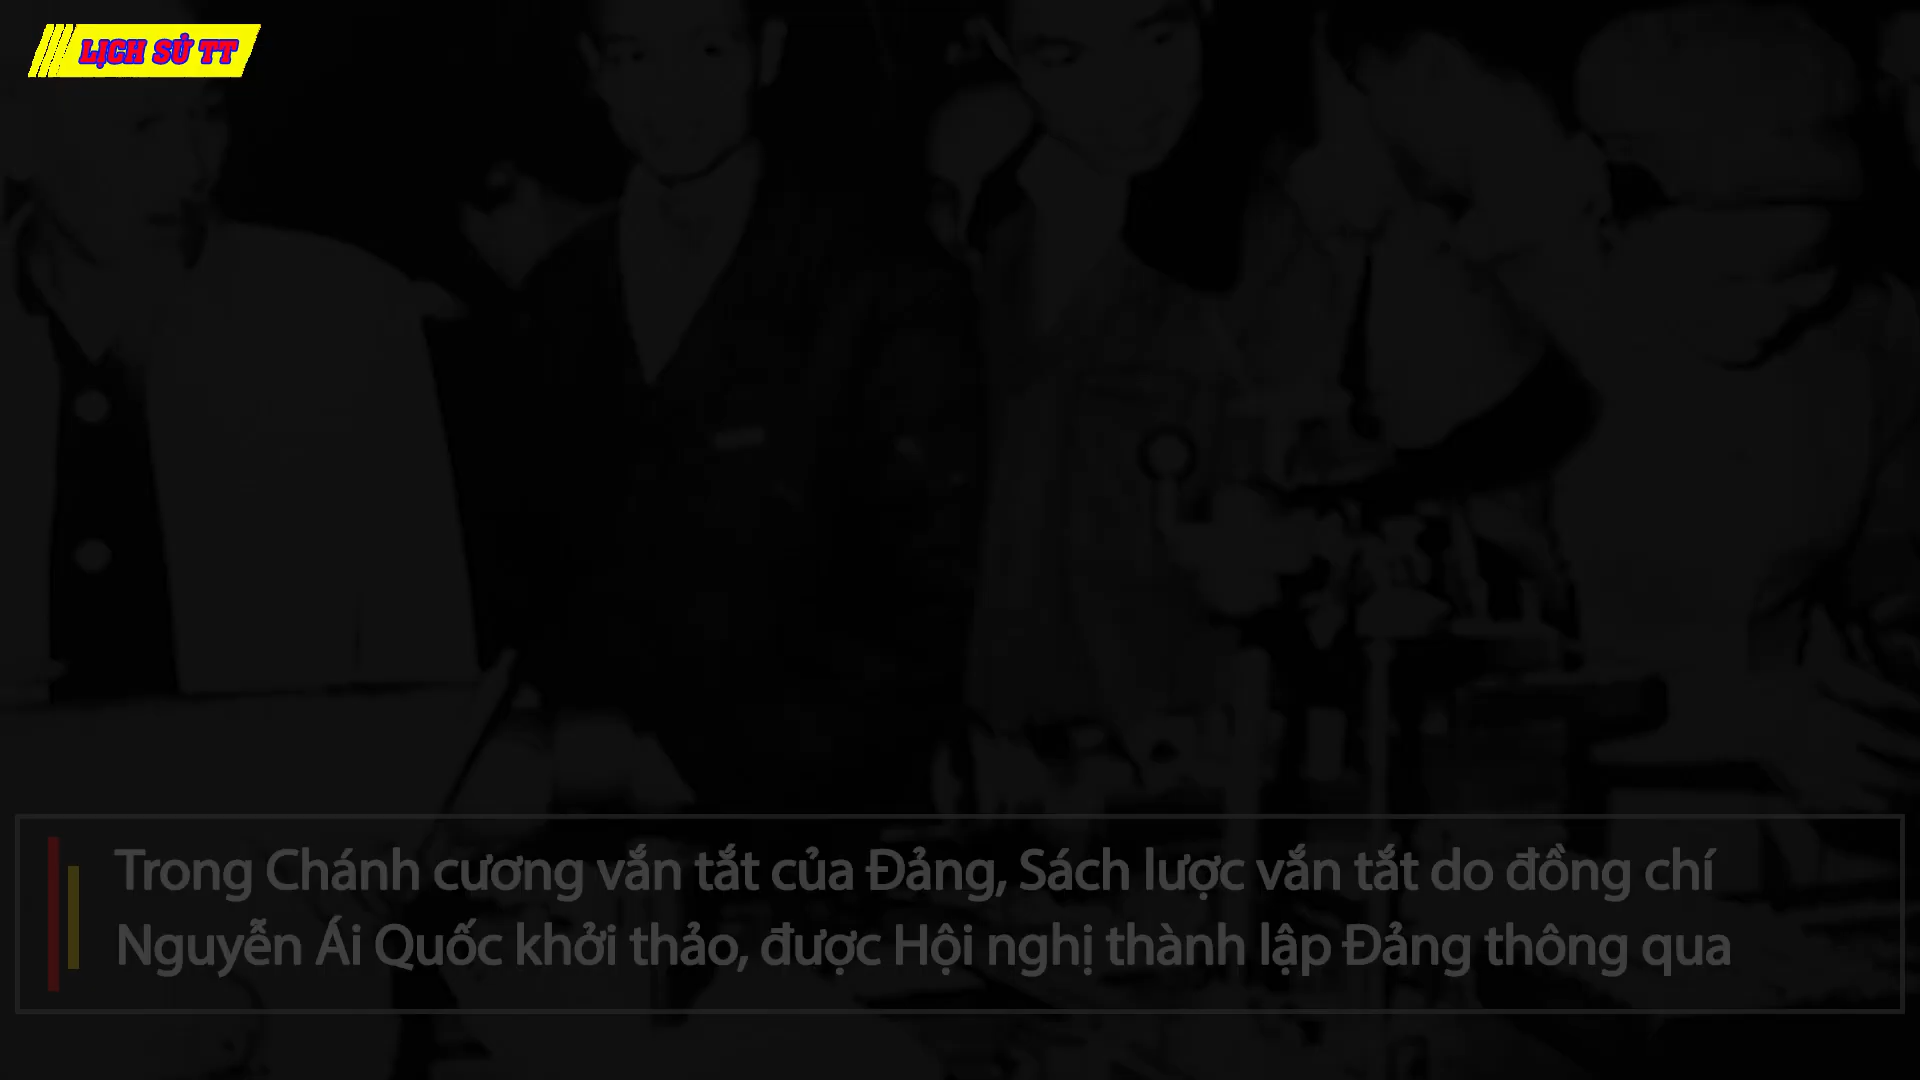 LỊCH SỬ TT
Trong Chánh cương vắn tắt của Đảng, Sách lược vắn tắt do đồng chí
Nguyễn Ái Quốc khởi thảo, được Hội nghị thành lập Đảng thông qua